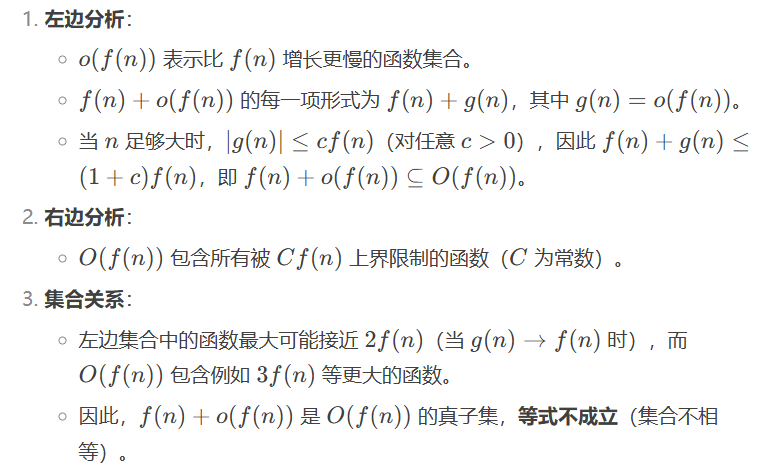 1. 左边分析：
○ o(f(n)) 表示比 f(n) 增长更慢的函数集合。
○ f(n) + o(f(n)) 的每一项形式为 f(n) + g(n)，其中 g(n) = o(f(n))。
○ 当 n 足够大时，|g(n)| ≤ cf(n)（对任意 c > 0），因此 f(n) + g(n) ≤
(1 + c)f(n)，即 f(n) + o(f(n)) ⊆ O(f(n))。
2. 右边分析：
○ O(f(n)) 包含所有被 Cf(n) 上界限制的函数（C 为常数）。
3. 集合关系：
○ 左边集合中的函数最大可能接近 2f(n)（当 g(n) → f(n) 时），而
O(f(n)) 包含例如 3f(n) 等更大的函数。
○ 因此，f(n) + o(f(n)) 是 O(f(n)) 的真子集，等式不成立（集合不相
等）。